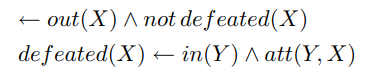 ← out(X) ∧ not defeated(X)
defeated(X) ← in(Y) ∧ att(Y, X)